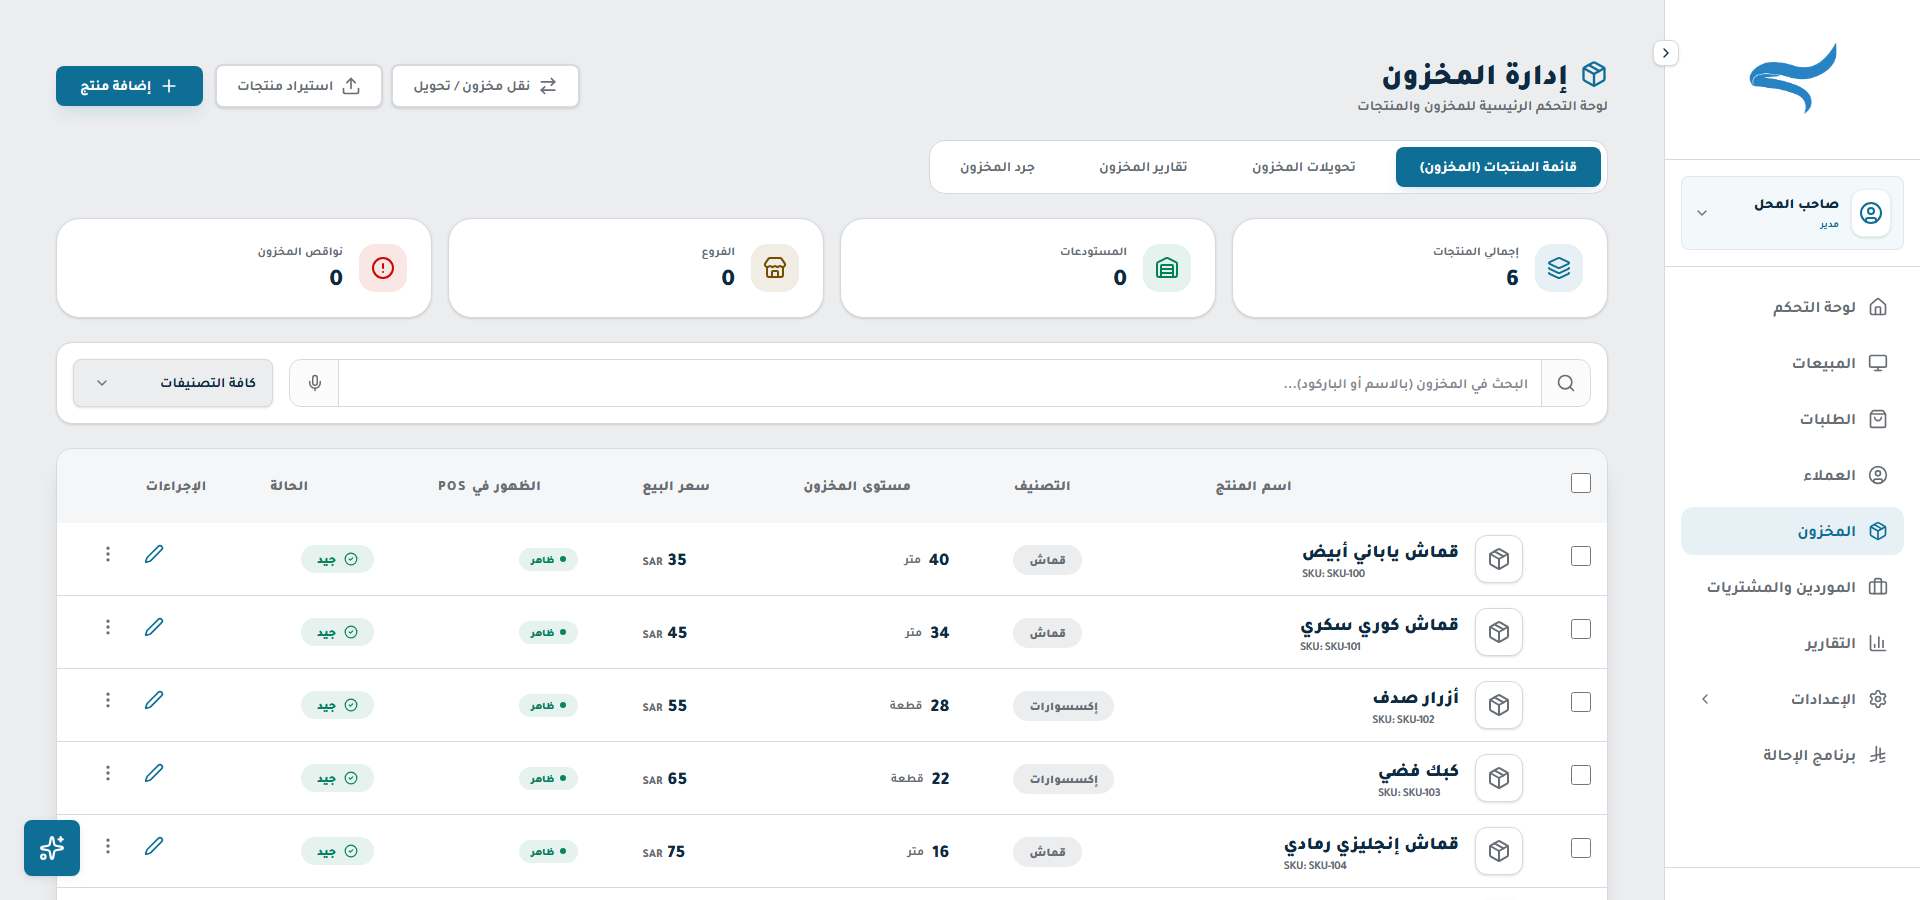 صاحب المحل
مدير
لوحة التحكم
المبيعات
الطلبات
العملاء
المخزون
الموردين والمشتريات
التقارير
الإعدادات
برنامج الإحالة
إدارة المخزون
لوحة التحكم الرئيسية للمخزون والمنتجات
نقل مخزون / تحويل
استيراد منتجات
إضافة منتج
قائمة المنتجات (المخزون)
تحويلات المخزون
تقارير المخزون
جرد المخزون
إجمالي المنتجات
6
المستودعات
0
الفروع
0
نواقص المخزون
0
البحث في المخزون (بالاسم أو الباركود)...
كافة التصنيفات
اسم المنتج التصنيف مستوى المخزون سعر البيع الظهور في POS الحالة الإجراءات
قماش ياباني أبيض قماش 40 متر 35 SAR ظاهر جيد
SKU: SKU-100
قماش كوري سكري قماش 34 متر 45 SAR ظاهر جيد
SKU: SKU-101
أزرار صدف إكسسوارات 28 قطعة 55 SAR ظاهر جيد
SKU: SKU-102
كبك فضي إكسسوارات 22 قطعة 65 SAR ظاهر جيد
SKU: SKU-103
قماش إنجليزي رمادي قماش 16 متر 75 SAR ظاهر جيد
SKU: SKU-104